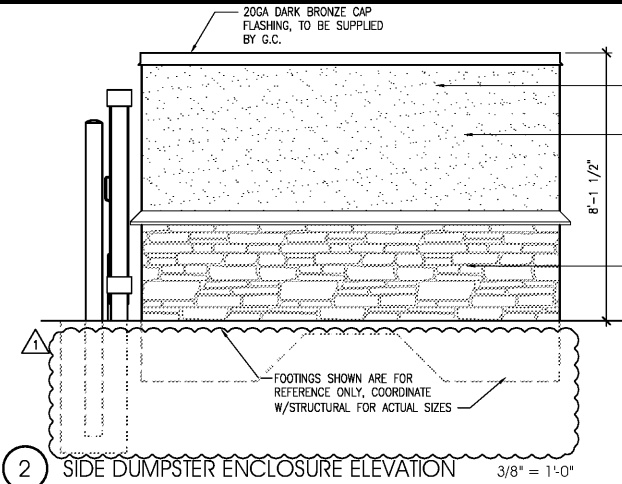 20GA DARK BRONZE CAP
FLASHING, TO BE SUPPLIED
BY G.C.
8'-1 1/2"
1
FOOTINGS SHOWN ARE FOR
REFERENCE ONLY, COORDINATE
W/STRUCTURAL FOR ACTUAL SIZES
2 SIDE DUMPSTER ENCLOSURE ELEVATION 3/8" = 1'-0"